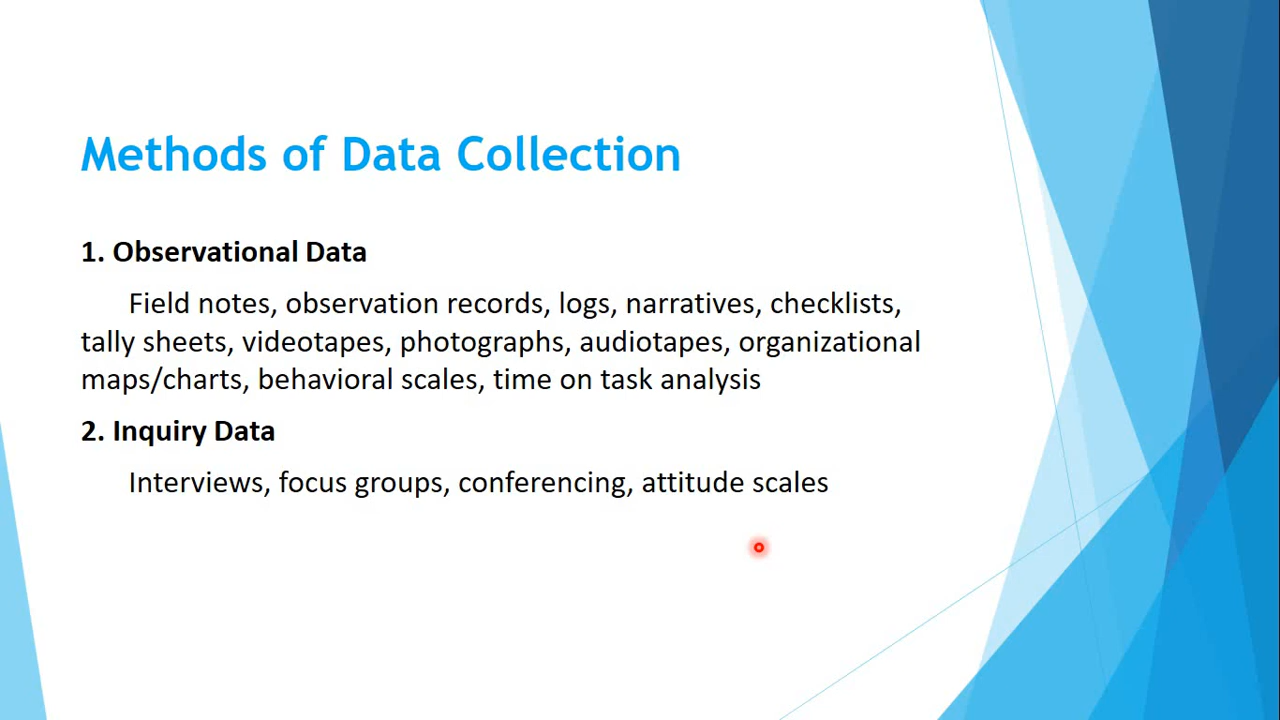 Methods of Data Collection
1. Observational Data
Field notes, observation records, logs, narratives, checklists,
tally sheets, videotapes, photographs, audiotapes, organizational
maps/charts, behavioral scales, time on task analysis
2. Inquiry Data
Interviews, focus groups, conferencing, attitude scales